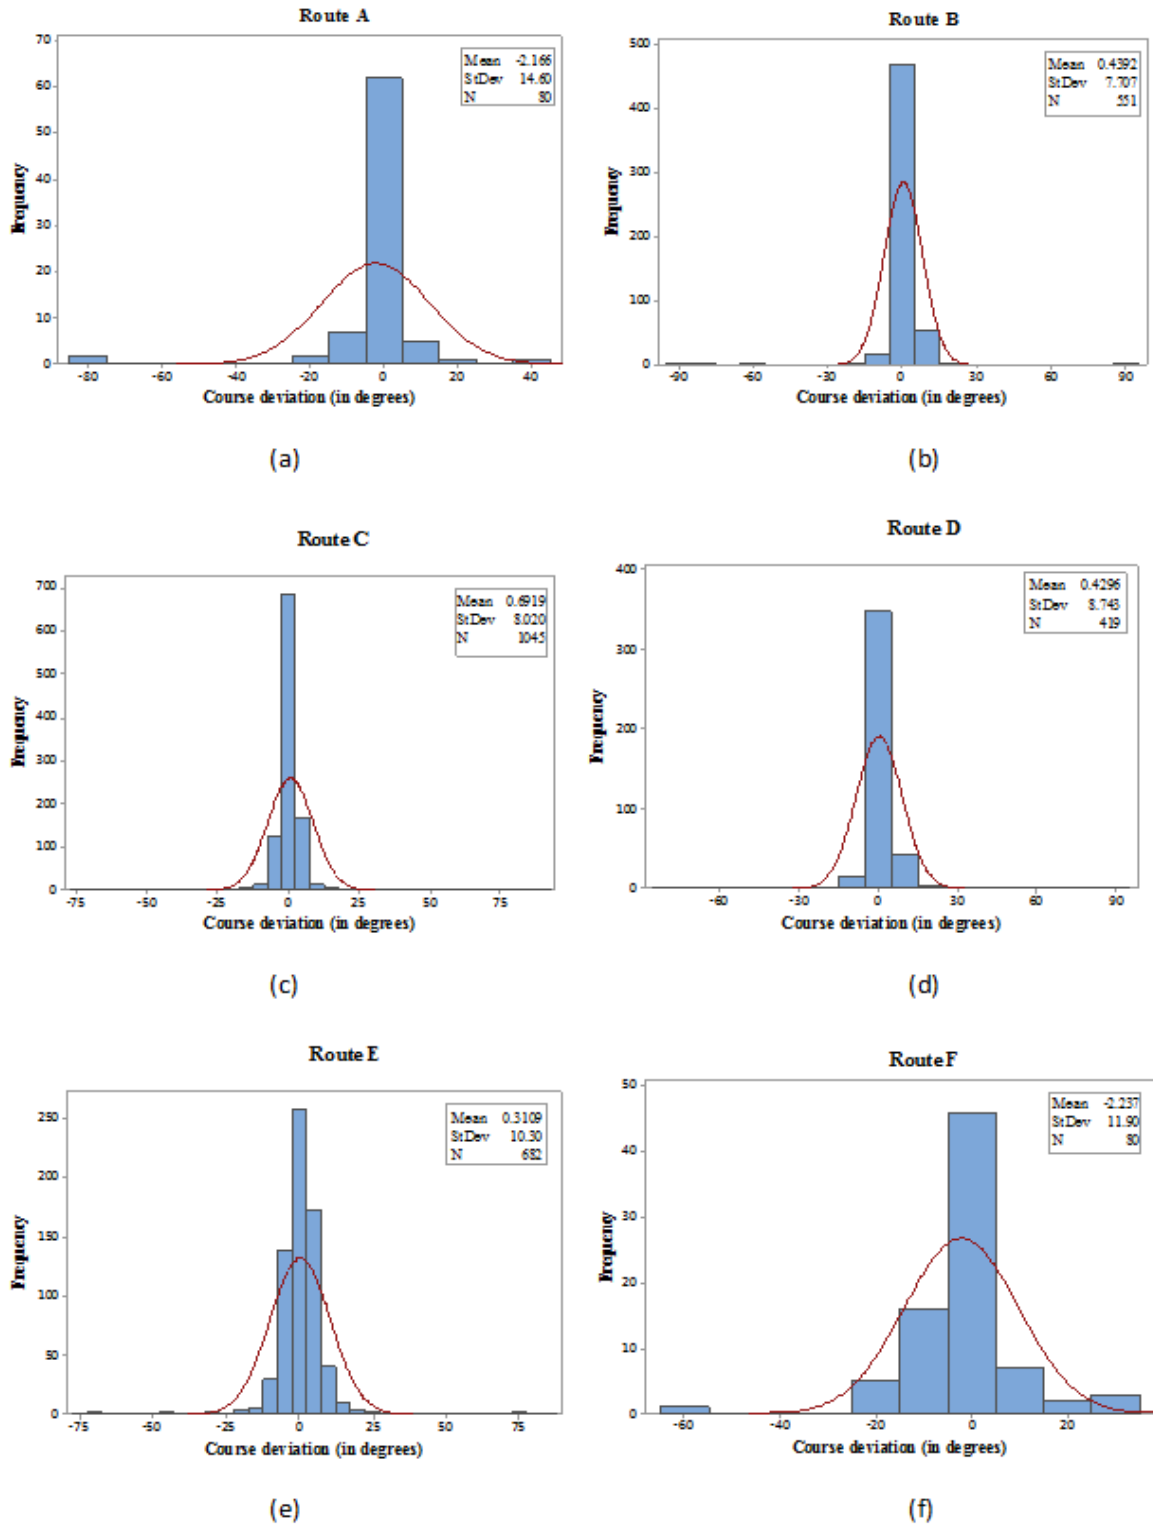 Route A
70
60
50
40
30
20
10
0
Frequency
Mean -2.166
StDev 14.60
N 80
-80 -60 -40 -20 0 20 40
Course deviation (in degrees)
(a)
Route B
500
400
300
200
100
0
Frequency
Mean 0.4392
StDev 7.707
N 551
-90 -60 -30 0 30 60 90
Course deviation (in degrees)
(b)
Route C
700
600
500
400
300
200
100
0
Frequency
Mean 0.6919
StDev 8.020
N 1045
-75 -50 -25 0 25 50 75
Course deviation (in degrees)
(c)
Route D
400
300
200
100
0
Frequency
Mean 0.4296
StDev 8.743
N 419
-60 -30 0 30 60 90
Course deviation (in degrees)
(d)
Route E
250
200
150
100
50
0
Frequency
Mean 0.3109
StDev 10.30
N 682
-75 -50 -25 0 25 50 75
Course deviation (in degrees)
(e)
Route F
50
40
30
20
10
0
Frequency
Mean -2.237
StDev 11.90
N 80
-60 -40 -20 0 20
Course deviation (in degrees)
(f)